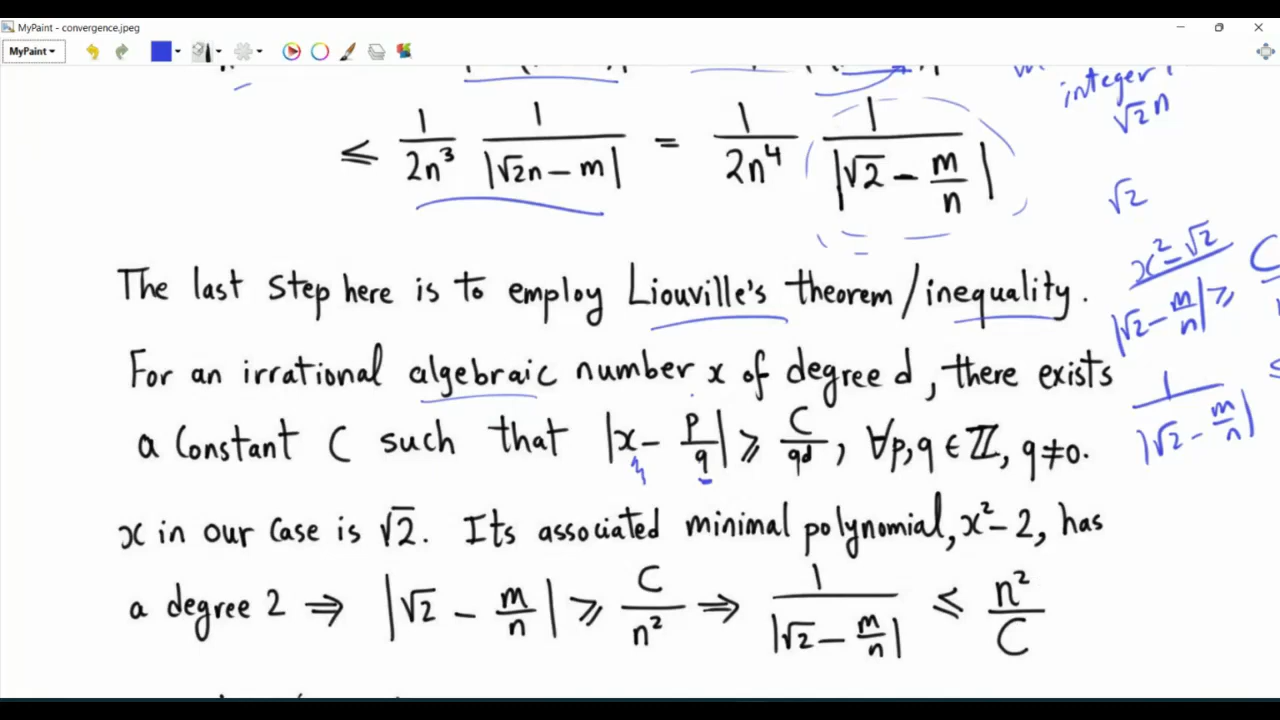 MyPaint - convergence.jpeg
MyPaint
integer
√2 n
≤ 1/(2n³) 1/|√2n − m| = 1/(2n⁴) 1/|√2 − m/n|
√2
x² − √2
|√2 − m/n| ≥ C
1/|√2 − m/n|
The last step here is to employ Liouville's theorem / inequality.
For an irrational algebraic number x of degree d, there exists
a constant C such that |x − p/q| ≥ C/qᵈ, ∀p,q ∈ ℤ, q≠0.
x in our case is √2. Its associated minimal polynomial, x² − 2, has
a degree 2 ⇒ |√2 − m/n| ≥ C/n² ⇒ 1/|√2 − m/n| ≤ n²/C